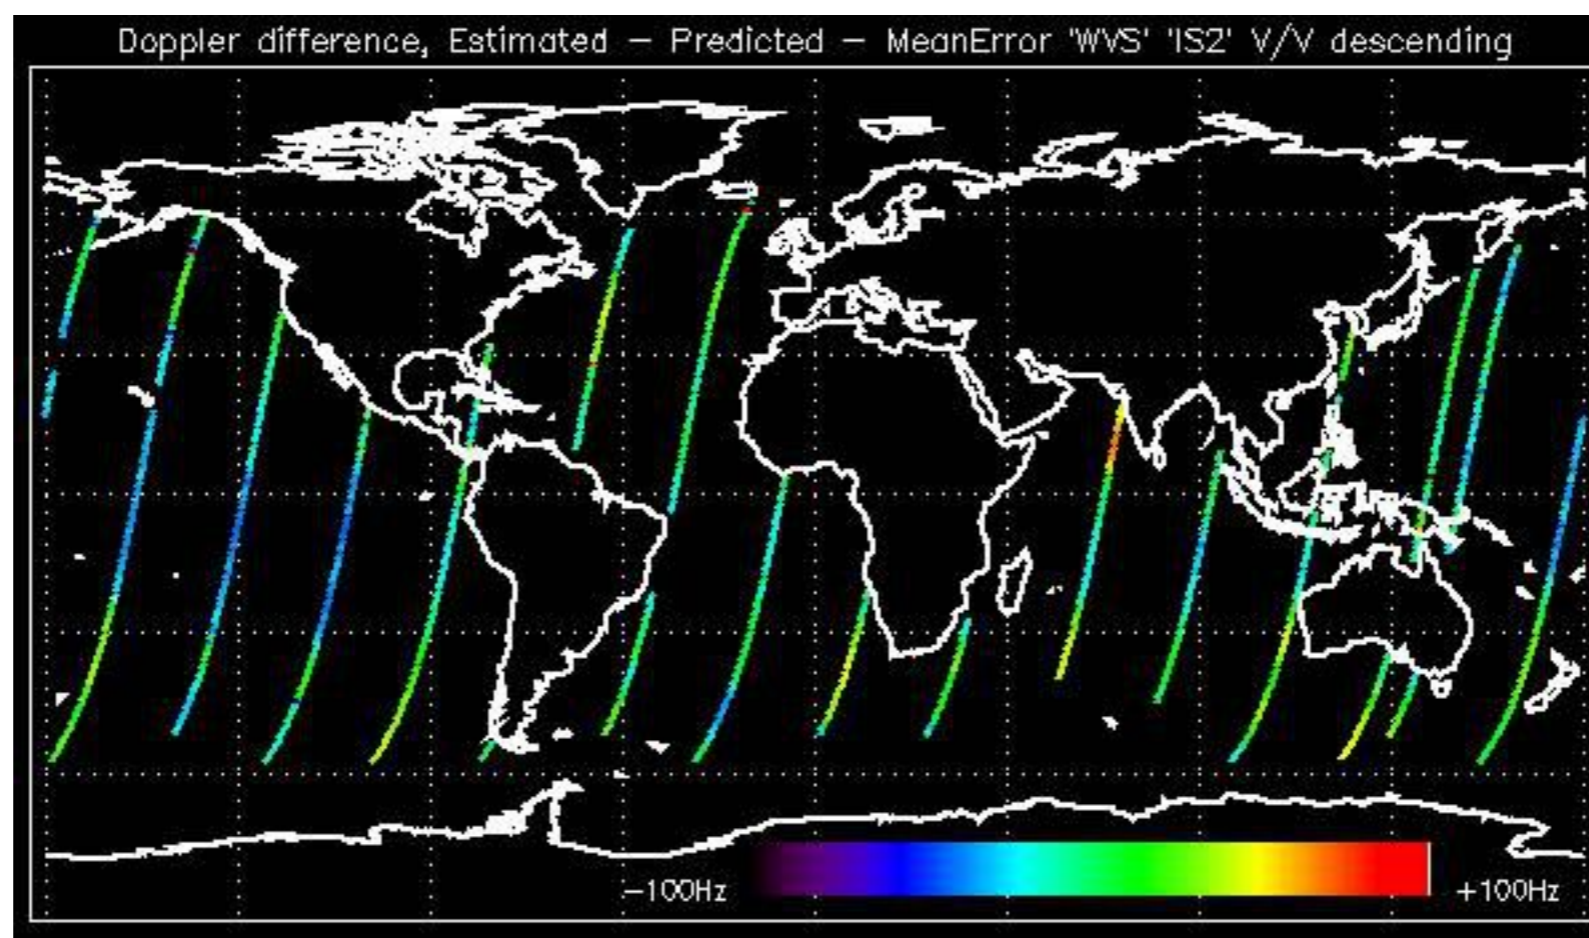 Doppler difference, Estimated – Predicted – MeanError 'WVS' 'IS2' V/V descending
–100Hz +100Hz